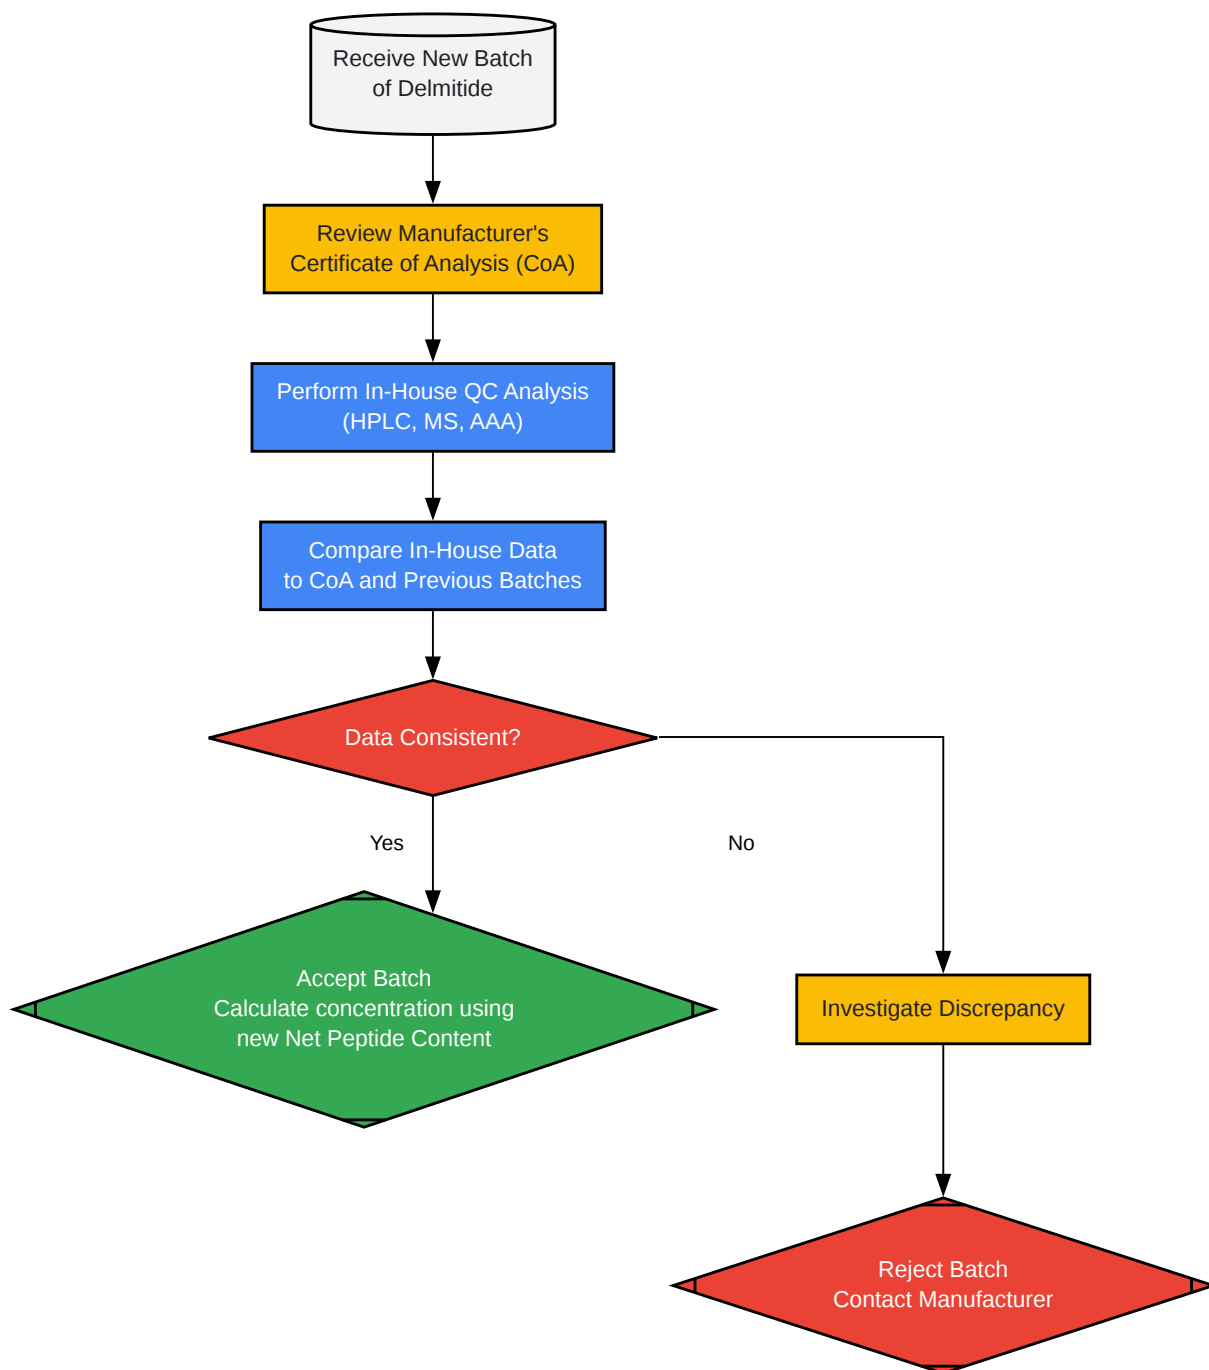 Receive New Batch
of Delmitide
Review Manufacturer's
Certificate of Analysis (CoA)
Perform In-House QC Analysis
(HPLC, MS, AAA)
Compare In-House Data
to CoA and Previous Batches
Data Consistent?
Yes
No
Accept Batch
Calculate concentration using
new Net Peptide Content
Investigate Discrepancy
Reject Batch
Contact Manufacturer